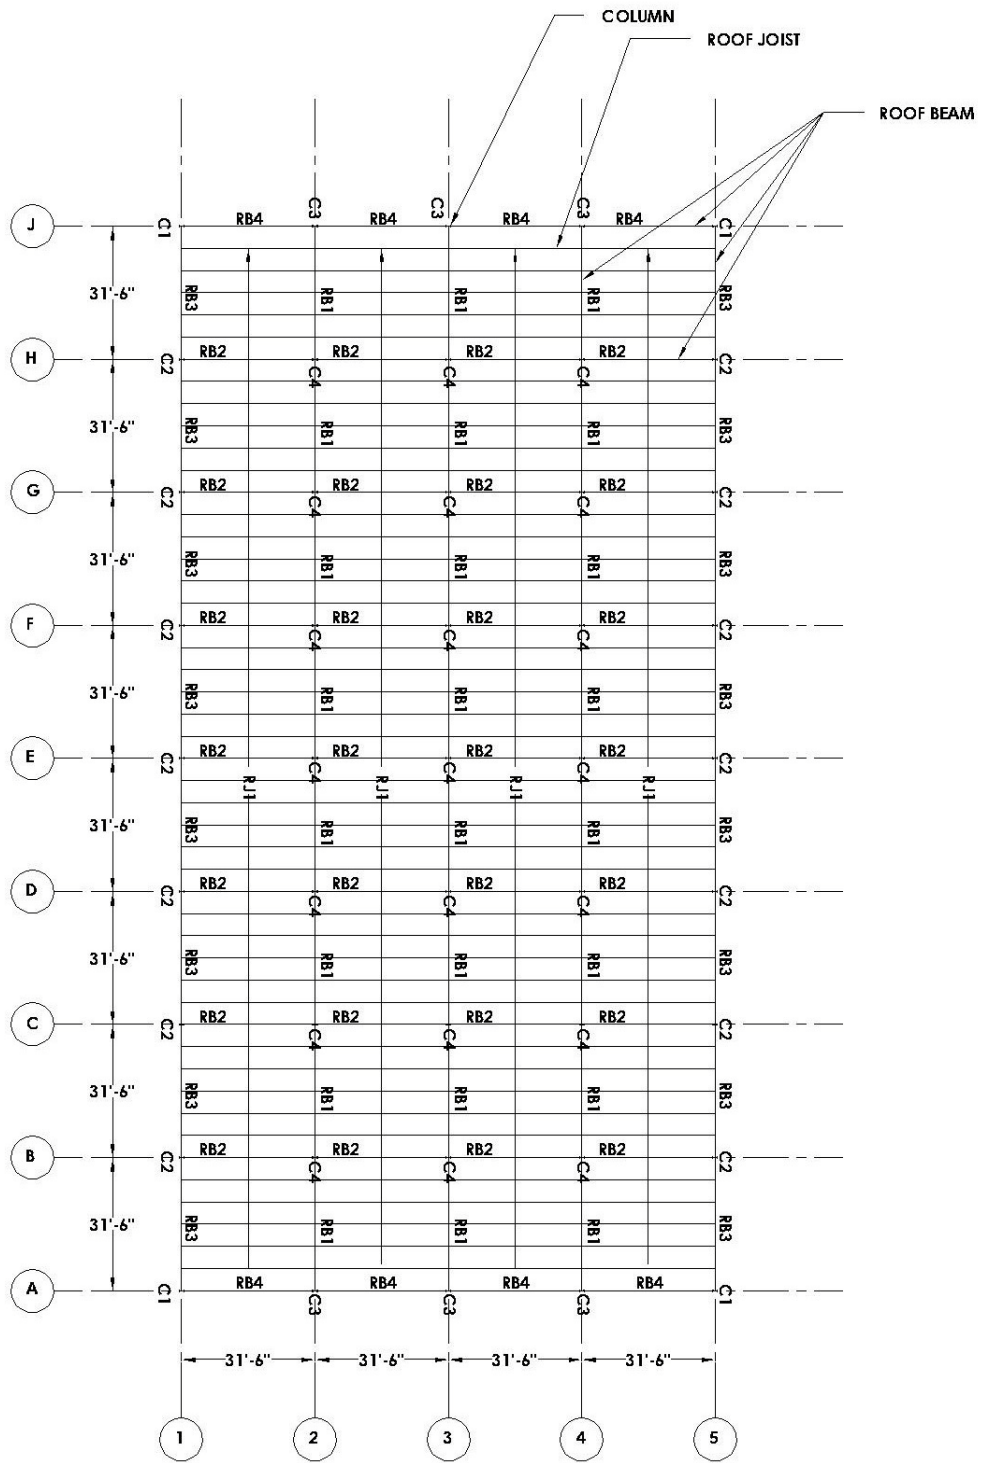 COLUMN
ROOF JOIST
ROOF BEAM
J C1 RB4 C3 RB4 C3 RB4 C3 RB4 C1
31'-6" RB3 RB1 RB1 RB1 RB3
H C2 RB2 RB2 RB2 RB2 C2
C4 C4 C4
31'-6" RB3 RB1 RB1 RB1 RB3
G C2 RB2 RB2 RB2 RB2 C2
C4 C4 C4
31'-6" RB3 RB1 RB1 RB1 RB3
F C2 RB2 RB2 RB2 RB2 C2
C4 C4 C4
31'-6" RB3 RB1 RB1 RB1 RB3
E C2 RB2 RB2 RB2 RB2 C2
C4 C4 C4
RJ1 RJ1 RJ1 RJ1
31'-6" RB3 RB1 RB1 RB1 RB3
D C2 RB2 RB2 RB2 RB2 C2
C4 C4 C4
31'-6" RB3 RB1 RB1 RB1 RB3
C C2 RB2 RB2 RB2 RB2 C2
C4 C4 C4
31'-6" RB3 RB1 RB1 RB1 RB3
B C2 RB2 RB2 RB2 RB2 C2
C4 C4 C4
31'-6" RB3 RB1 RB1 RB1 RB3
A C1 RB4 RB4 RB4 RB4 C1
C3 C3 C3
31'-6" 31'-6" 31'-6" 31'-6"
1 2 3 4 5